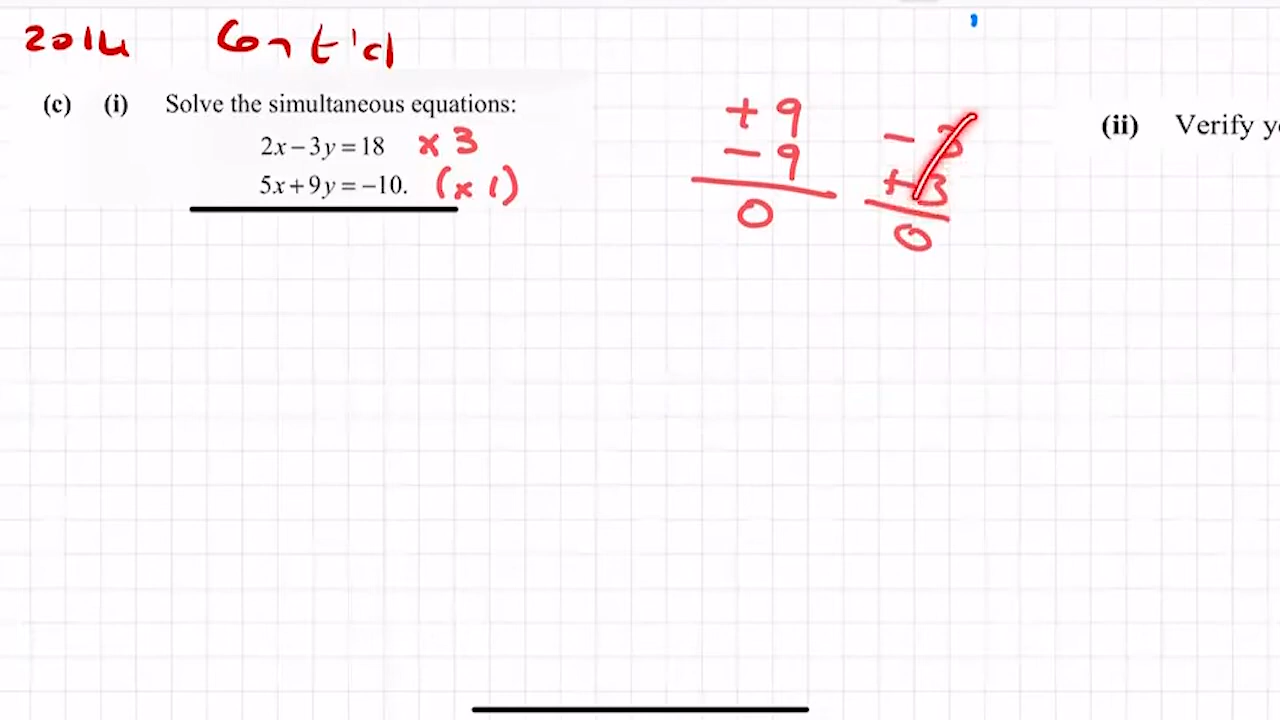 2014 Cont'd
(c) (i) Solve the simultaneous equations:
2x − 3y = 18 × 3
5x + 9y = −10. (× 1)
+ 9
− 9
0
− 3
+ 3
0
(ii) Verify y